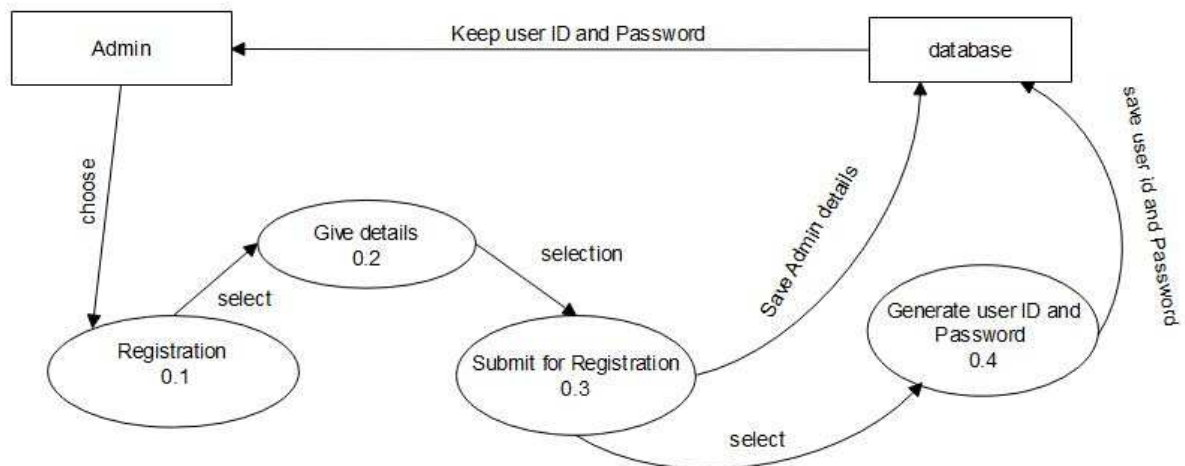 Admin
Keep user ID and Password
database
choose
Give details
0.2
select
selection
Save Admin details
save user id and Password
Registration
0.1
Submit for Registration
0.3
Generate user ID and
Password
0.4
select